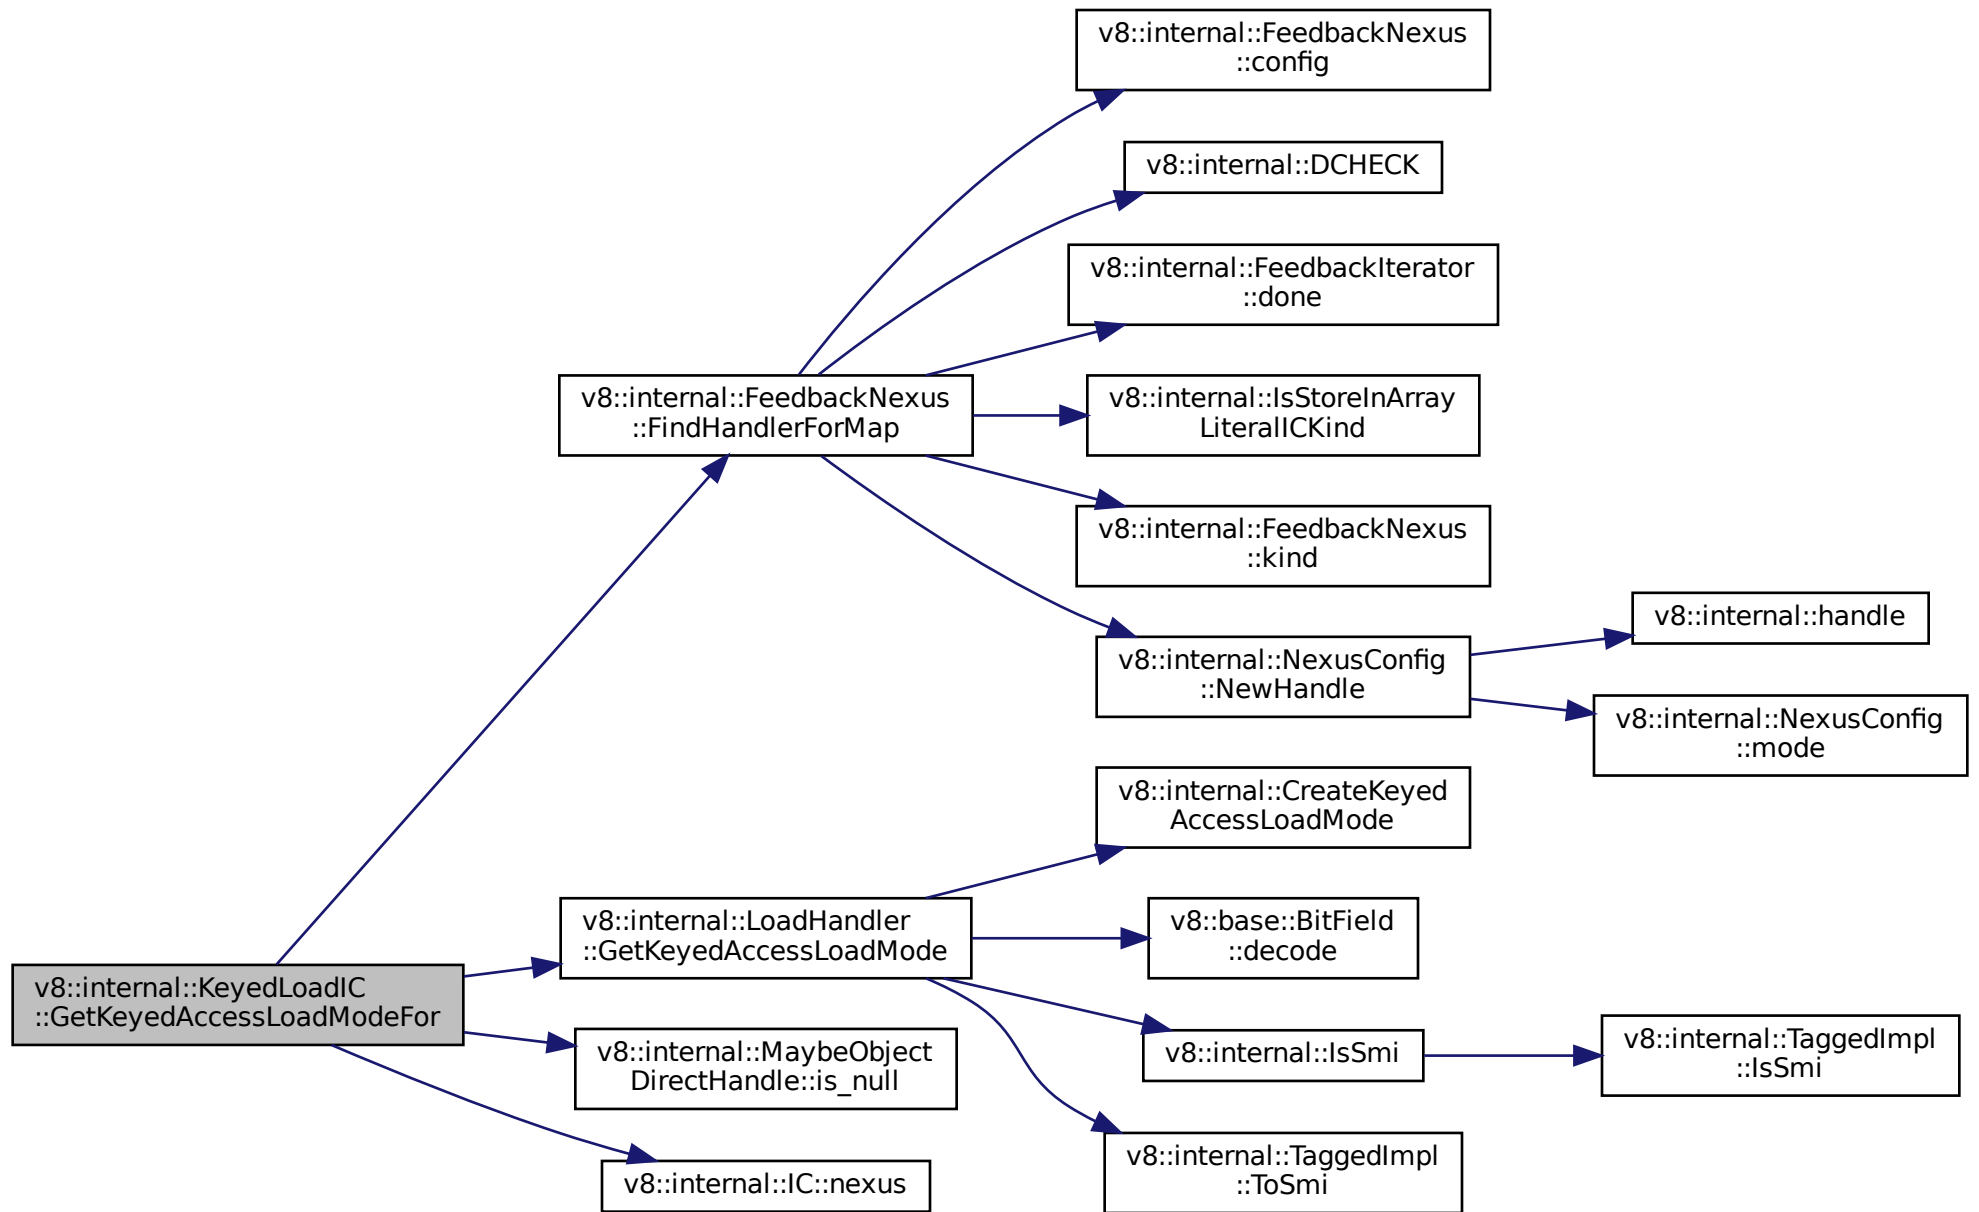 v8::internal::FeedbackNexus
::config
v8::internal::DCHECK
v8::internal::FeedbackIterator
::done
v8::internal::FeedbackNexus
::FindHandlerForMap
v8::internal::IsStoreInArray
LiteralICKind
v8::internal::FeedbackNexus
::kind
v8::internal::handle
v8::internal::NexusConfig
::NewHandle
v8::internal::NexusConfig
::mode
v8::internal::CreateKeyed
AccessLoadMode
v8::internal::LoadHandler
::GetKeyedAccessLoadMode
v8::base::BitField
::decode
v8::internal::KeyedLoadIC
::GetKeyedAccessLoadModeFor
v8::internal::MaybeObject
DirectHandle::is_null
v8::internal::IsSmi
v8::internal::TaggedImpl
::IsSmi
v8::internal::TaggedImpl
::ToSmi
v8::internal::IC::nexus